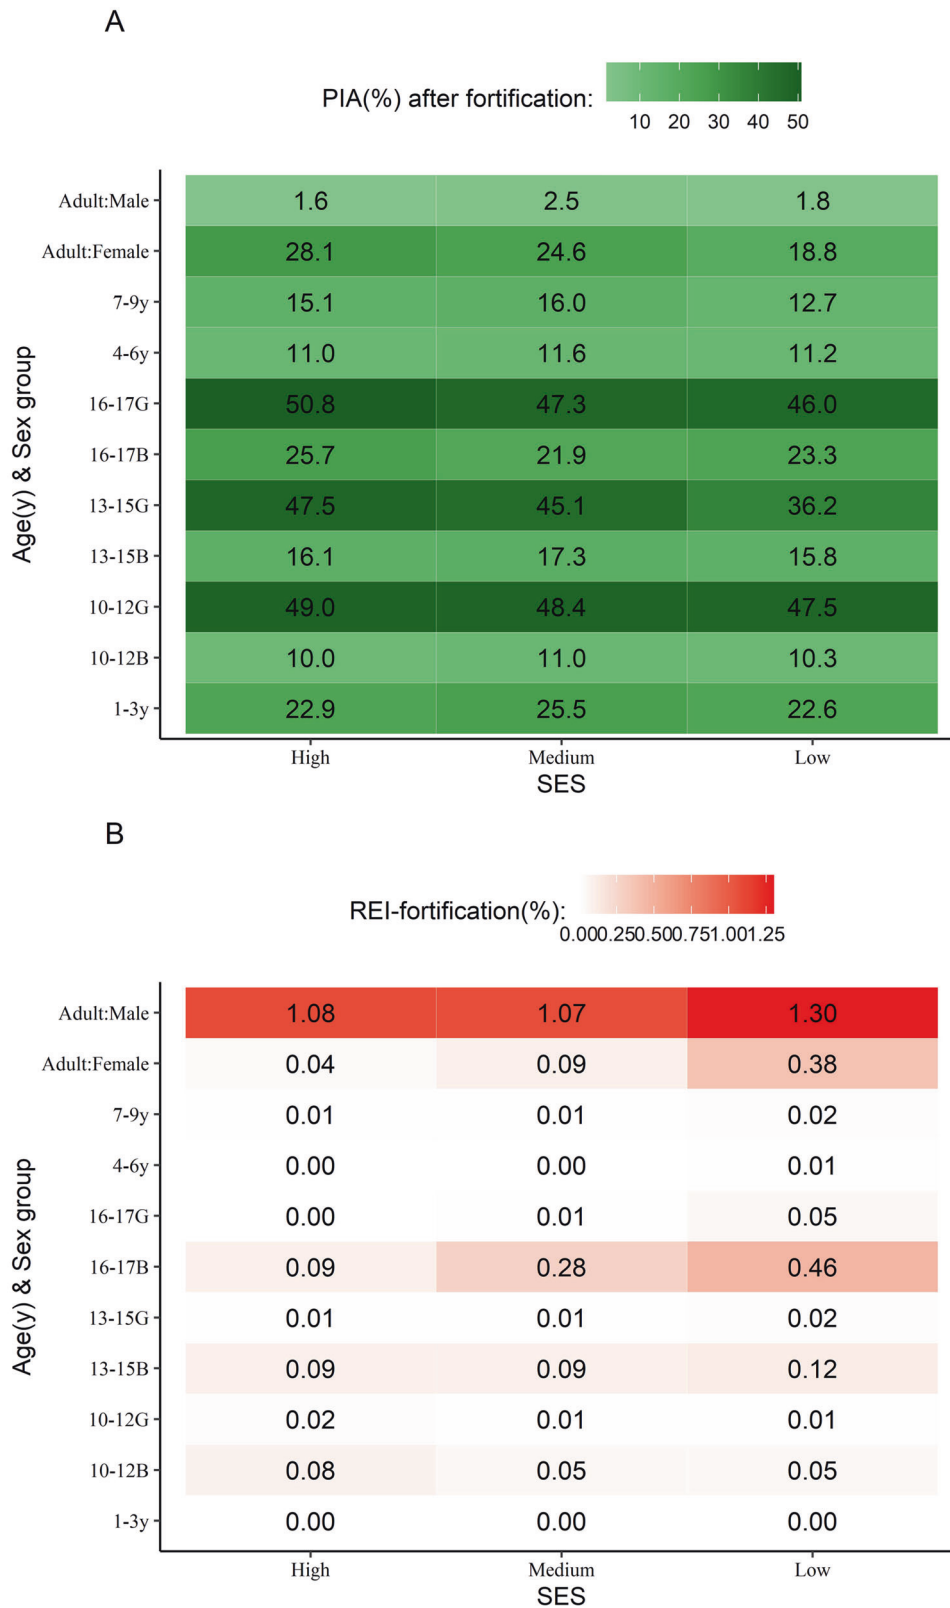 A
PIA(%) after fortification:
10 20 30 40 50
Age(y) & Sex group
Adult:Male 1.6 2.5 1.8
Adult:Female 28.1 24.6 18.8
7-9y 15.1 16.0 12.7
4-6y 11.0 11.6 11.2
16-17G 50.8 47.3 46.0
16-17B 25.7 21.9 23.3
13-15G 47.5 45.1 36.2
13-15B 16.1 17.3 15.8
10-12G 49.0 48.4 47.5
10-12B 10.0 11.0 10.3
1-3y 22.9 25.5 22.6
High Medium Low
SES
B
REI-fortification(%):
0.00 0.25 0.50 0.75 1.00 1.25
Age(y) & Sex group
Adult:Male 1.08 1.07 1.30
Adult:Female 0.04 0.09 0.38
7-9y 0.01 0.01 0.02
4-6y 0.00 0.00 0.01
16-17G 0.00 0.01 0.05
16-17B 0.09 0.28 0.46
13-15G 0.01 0.01 0.02
13-15B 0.09 0.09 0.12
10-12G 0.02 0.01 0.01
10-12B 0.08 0.05 0.05
1-3y 0.00 0.00 0.00
High Medium Low
SES